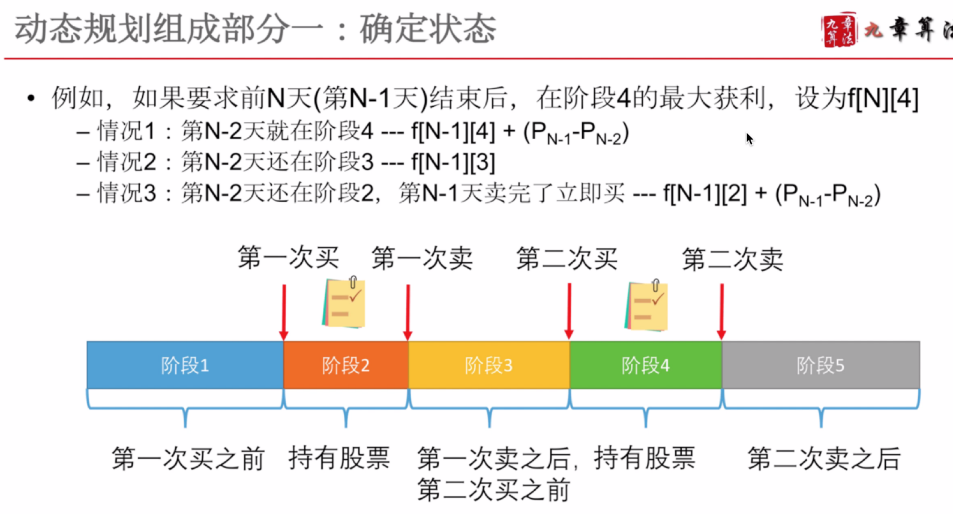 动态规划组成部分一：确定状态
九章算法
九章算法
• 例如，如果要求前N天(第N-1天)结束后，在阶段4的最大获利，设为f[N][4]
– 情况1：第N-2天就在阶段4 --- f[N-1][4] + (PN-1-PN-2)
– 情况2：第N-2天还在阶段3 --- f[N-1][3]
– 情况3：第N-2天还在阶段2，第N-1天卖完了立即买 --- f[N-1][2] + (PN-1-PN-2)
第一次买 第一次卖 第二次买 第二次卖
阶段1 阶段2 阶段3 阶段4 阶段5
第一次买之前 持有股票 第一次卖之后, 持有股票 第二次卖之后
第二次买之前